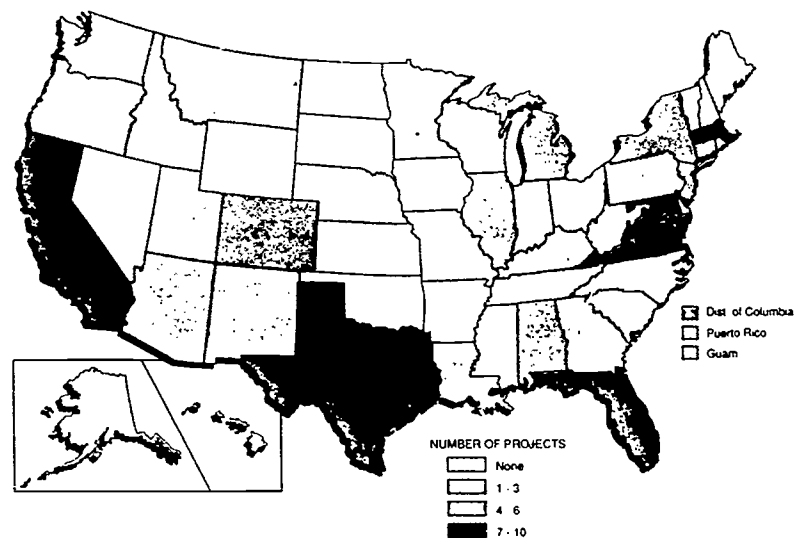 Dist of Columbia
Puerto Rico
Guam
NUMBER OF PROJECTS
None
1 - 3
4 6
7 - 10